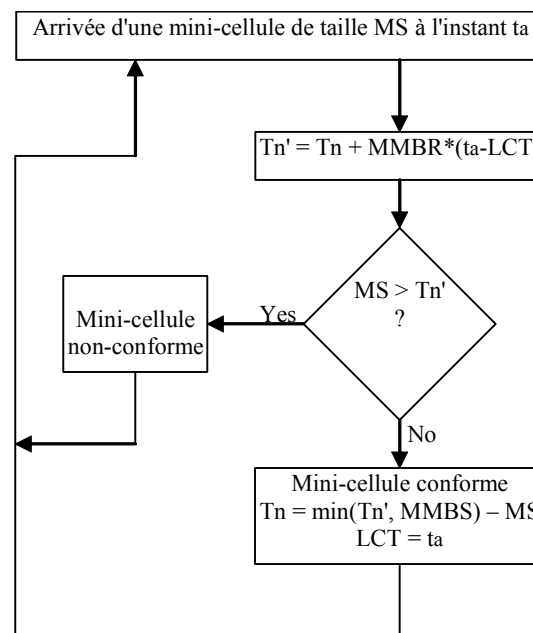 Arrivée d'une mini-cellule de taille MS à l'instant ta
Tn' = Tn + MMBR*(ta-LCT
MS > Tn'
?
Yes
Mini-cellule
non-conforme
No
Mini-cellule conforme
Tn = min(Tn', MMBS) – MS
LCT = ta